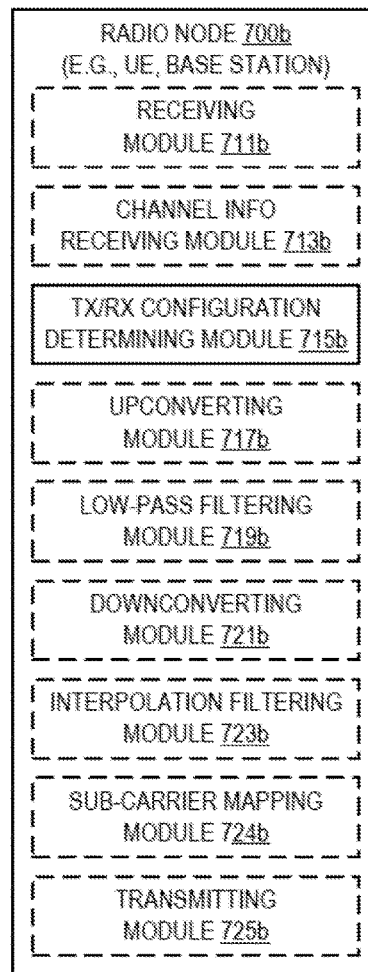 RADIO NODE 700b
(E.G., UE, BASE STATION)
RECEIVING
MODULE 711b
CHANNEL INFO
RECEIVING MODULE 713b
TX/RX CONFIGURATION
DETERMINING MODULE 715b
UPCONVERTING
MODULE 717b
LOW-PASS FILTERING
MODULE 719b
DOWNCONVERTING
MODULE 721b
INTERPOLATION FILTERING
MODULE 723b
SUB-CARRIER MAPPING
MODULE 724b
TRANSMITTING
MODULE 725b